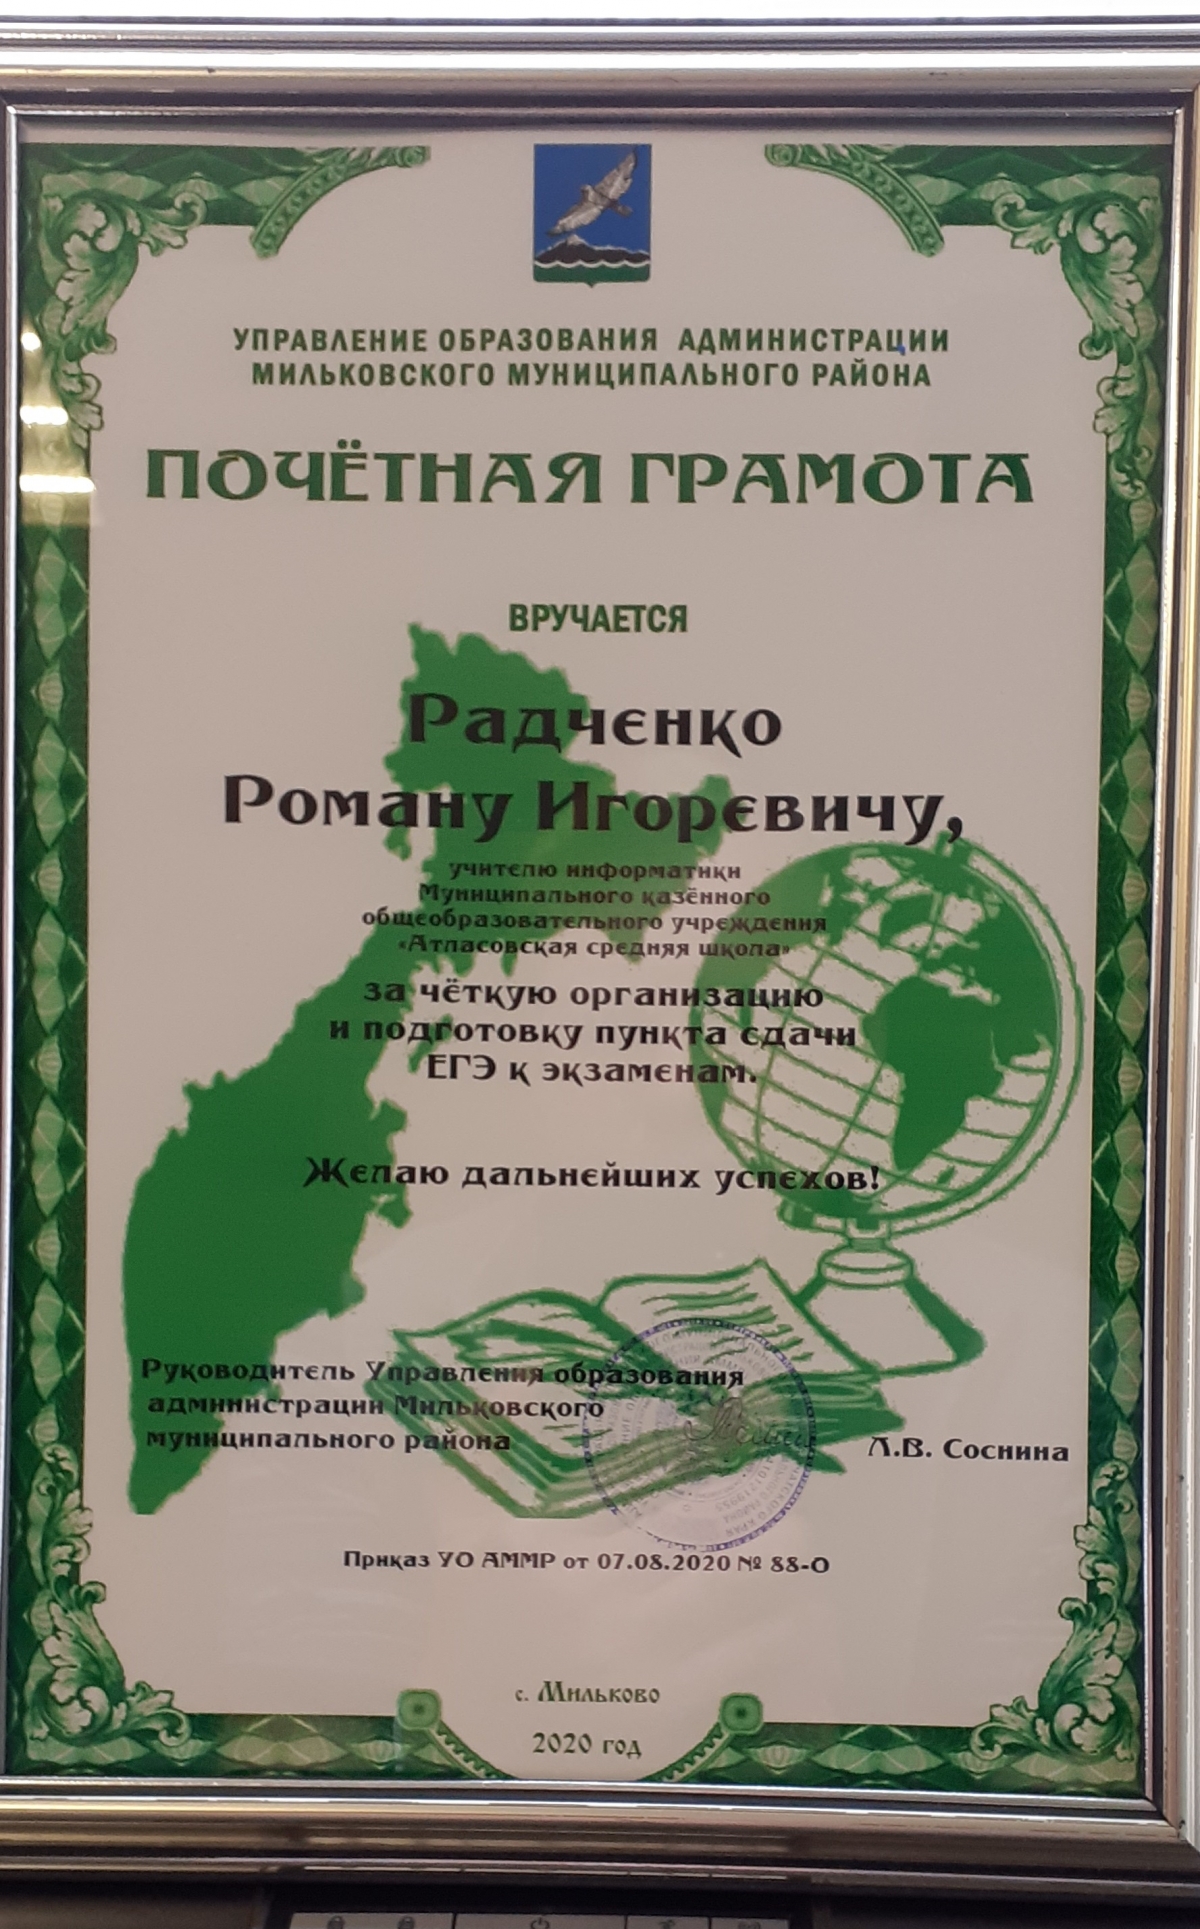 УПРАВЛЕНИЕ ОБРАЗОВАНИЯ АДМИНИСТРАЦИИ
МИЛЬКОВСКОГО МУНИЦИПАЛЬНОГО РАЙОНА
ПОЧЁТНАЯ ГРАМОТА
ВРУЧАЕТСЯ
Радченко
Роману Игоревичу,
учителю информатики
Муниципального казённого
общеобразовательного учреждения
«Атласовская средняя школа»
за чёткую организацию
и подготовку пункта сдачи
ЕГЭ к экзаменам.
Желаю дальнейших успехов!
Руководитель Управления образования
администрации Мильковского
муниципального района
Л.В. Соснина
Приказ УО АММР от 07.08.2020 № 88-О
с. Мильково
2020 год